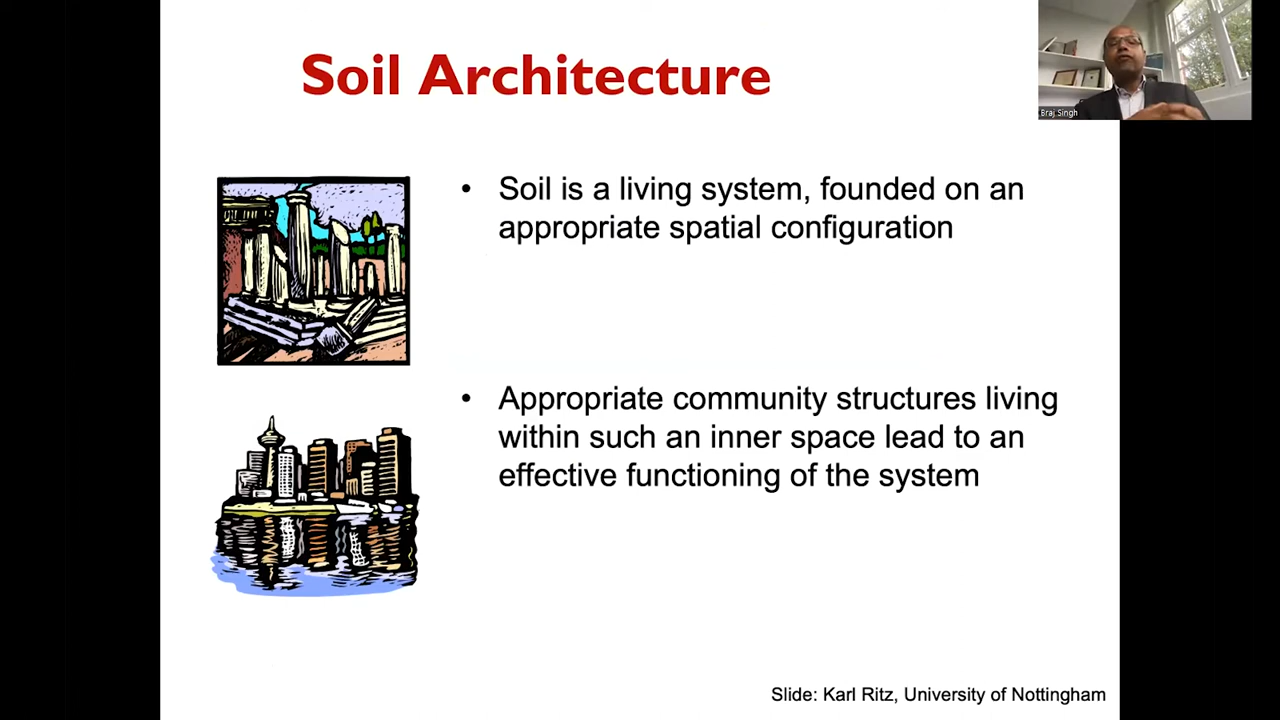 Soil Architecture
Braj Singh
• Soil is a living system, founded on an
appropriate spatial configuration
• Appropriate community structures living
within such an inner space lead to an
effective functioning of the system
Slide: Karl Ritz, University of Nottingham